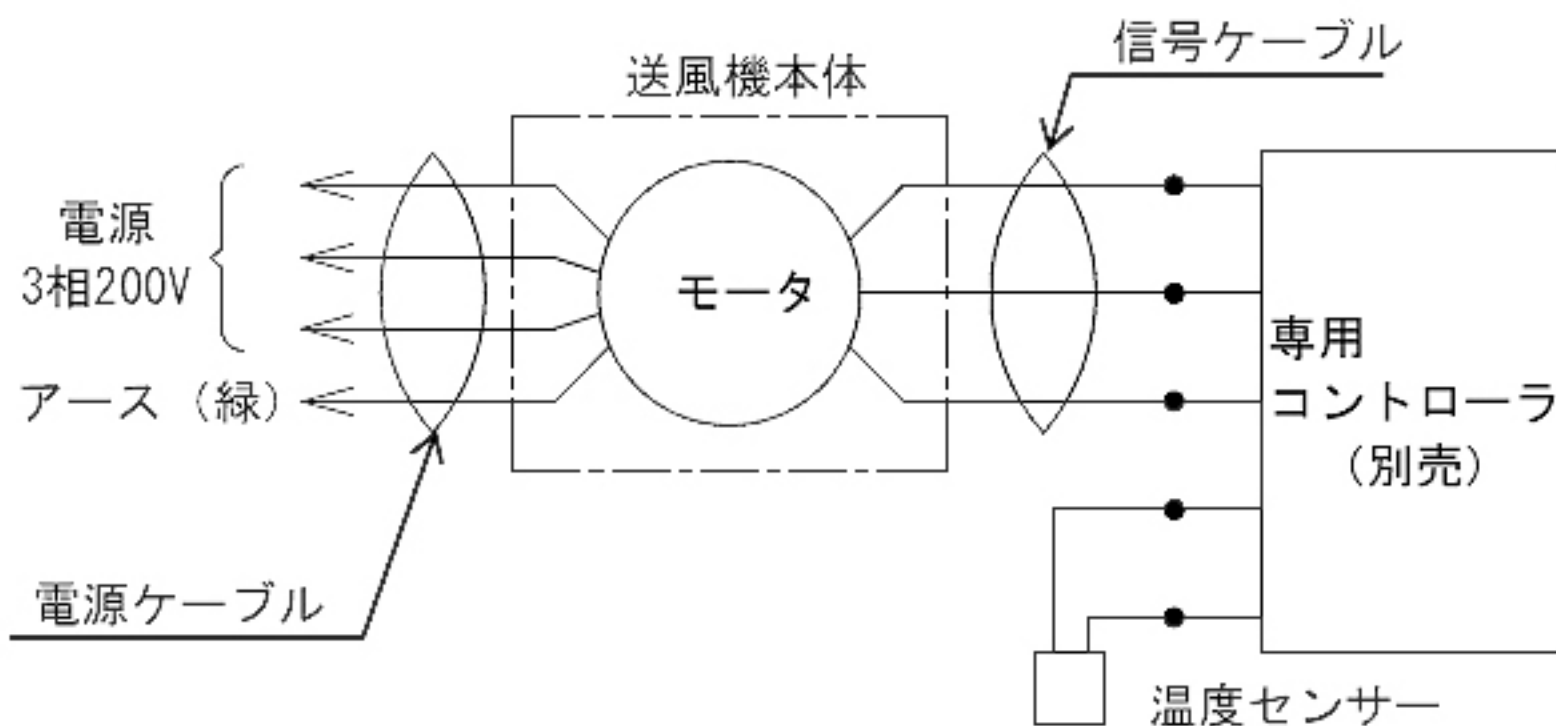 信号ケーブル
送風機本体
電源
3相200V
モータ
専用
コントローラ
(別売)
アース (緑)
電源ケーブル
温度センサー